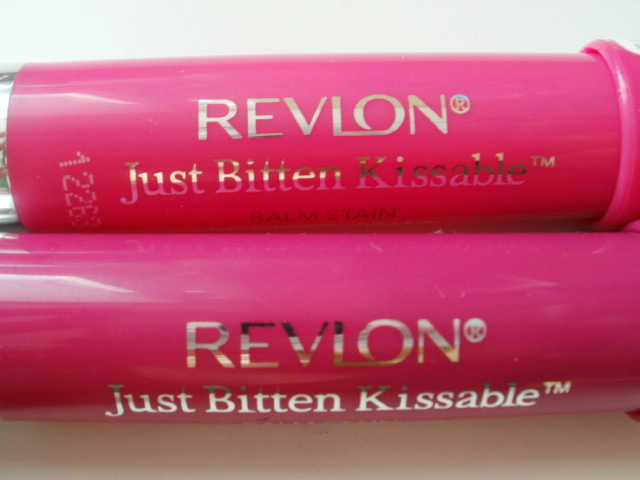 REVLON®
Just Bitten Kissable™
BALM STAIN
REVLON®
Just Bitten Kissable™